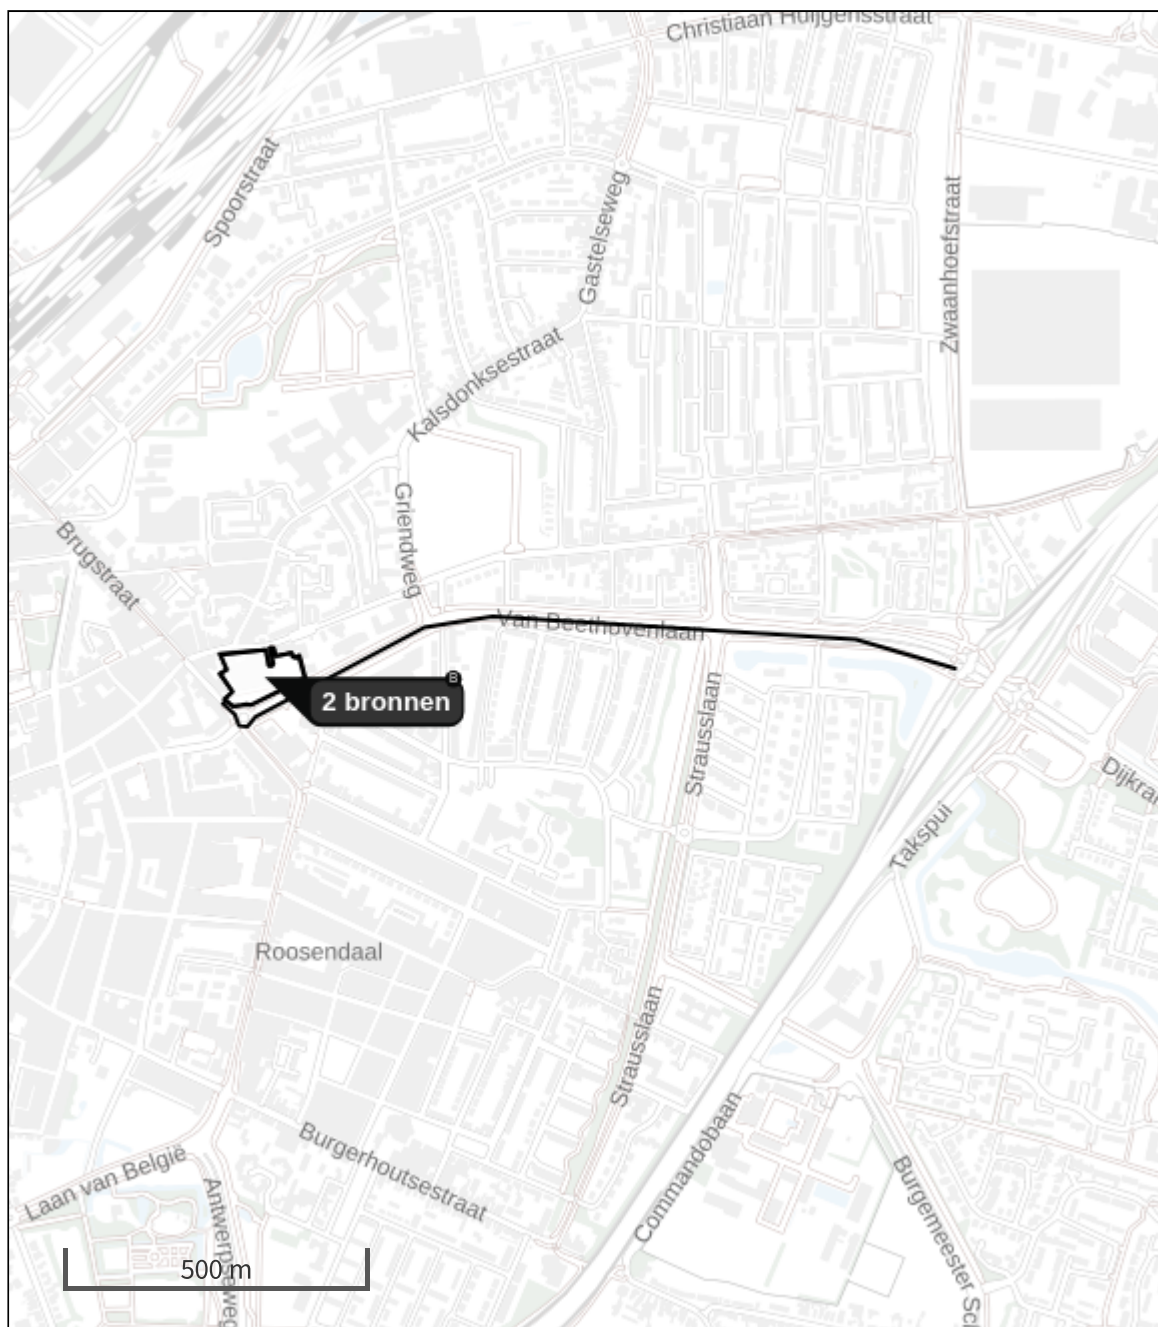 Christiaan Huijgensstraat
Spoorstraat
Gastelseweg
Zwaanhoefstraat
Kalsdonksestraat
Griendweg
Brugstraat
Van Beethovenlaan
B
2 bronnen
Strausslaan
Dijkra
Takspui
Roosendaal
Strausslaan
Commandobaan
Burgerhoutsestraat
Laan van België
Antwerpseweg
Burgemeester Sc
500 m